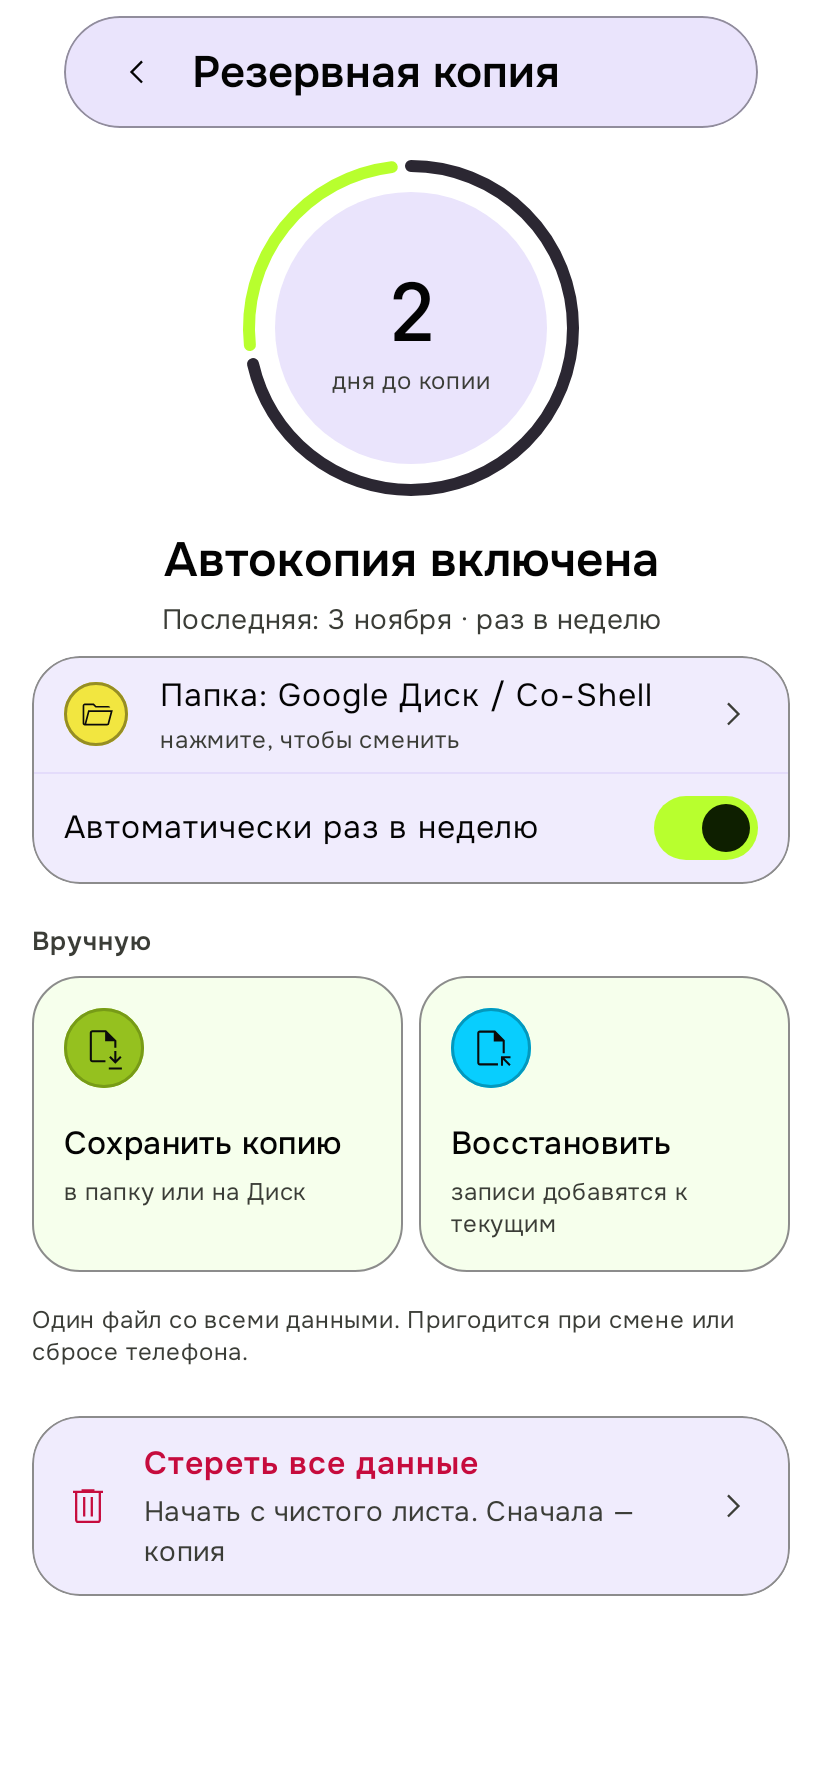 Резервная копия
2
дня до копии
Автокопия включена
Последняя: 3 ноября · раз в неделю
Папка: Google Диск / Co-Shell
нажмите, чтобы сменить
Автоматически раз в неделю
Вручную
Сохранить копию
в папку или на Диск
Восстановить
записи добавятся к
текущим
Один файл со всеми данными. Пригодится при смене или
сбросе телефона.
Стереть все данные
Начать с чистого листа. Сначала —
копия